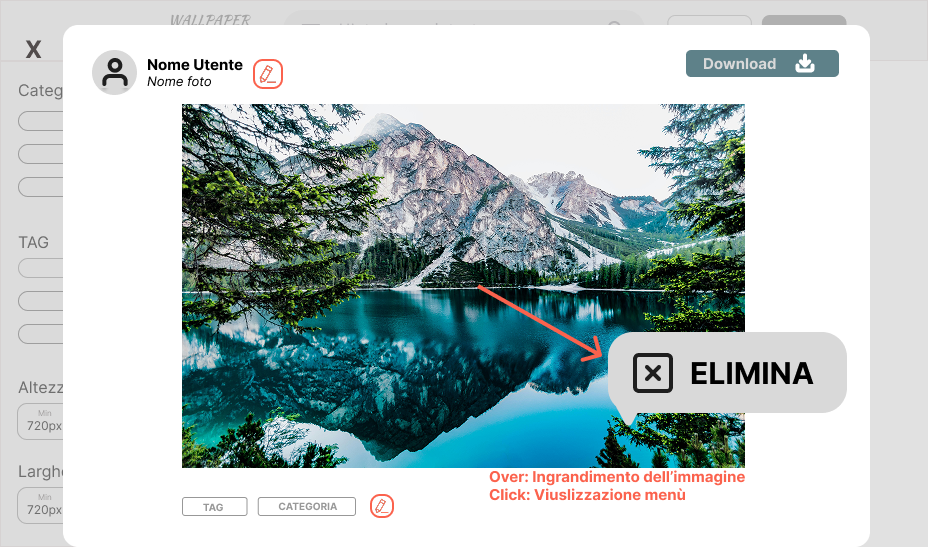 WALLPAPER
X
Nome Utente
Nome foto
Download
Categ
TAG
Altezz
Min
720px
Largh
Min
720px
ELIMINA
Over: Ingrandimento dell'immagine
Click: Viuslizzazione menù
TAG
CATEGORIA